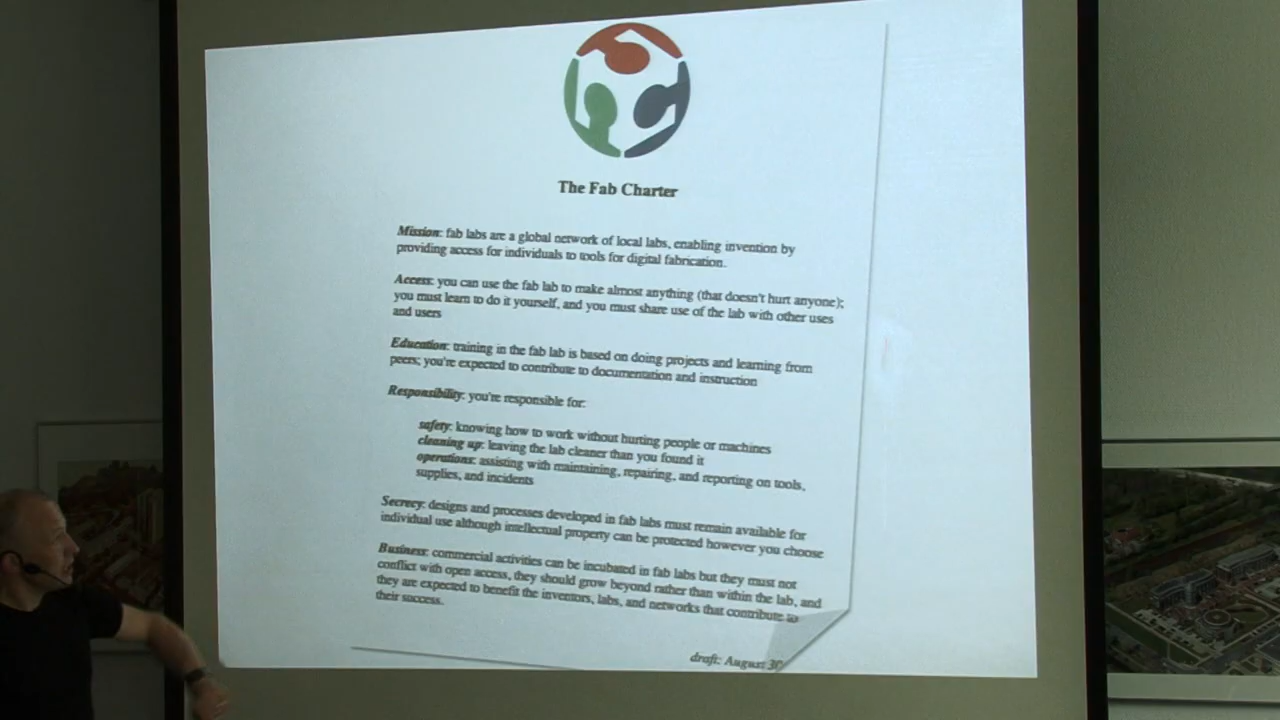 The Fab Charter
Mission: fab labs are a global network of local labs, enabling invention by
providing access for individuals to tools for digital fabrication.
Access: you can use the fab lab to make almost anything (that doesn't hurt anyone);
you must learn to do it yourself, and you must share use of the lab with other uses
and users
Education: training in the fab lab is based on doing projects and learning from
peers; you're expected to contribute to documentation and instruction
Responsibility: you're responsible for:
safety: knowing how to work without hurting people or machines
cleaning up: leaving the lab cleaner than you found it
operations: assisting with maintaining, repairing, and reporting on tools,
supplies, and incidents
Secrecy: designs and processes developed in fab labs must remain available for
individual use although intellectual property can be protected however you choose
Business: commercial activities can be incubated in fab labs but they must not
conflict with open access, they should grow beyond rather than within the lab, and
they are expected to benefit the inventors, labs, and networks that contribute to
their success.
draft: August 30